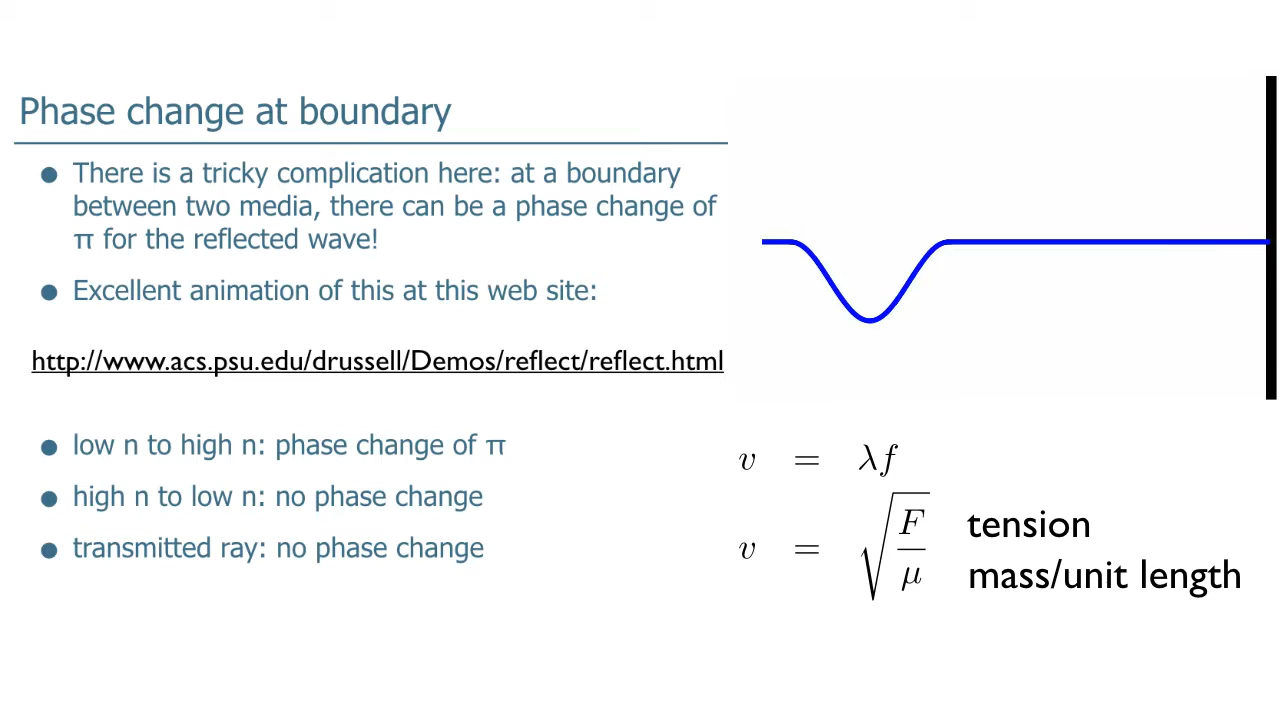 Phase change at boundary
● There is a tricky complication here: at a boundary
between two media, there can be a phase change of
π for the reflected wave!
● Excellent animation of this at this web site:
http://www.acs.psu.edu/drussell/Demos/reflect/reflect.html
● low n to high n: phase change of π
● high n to low n: no phase change
● transmitted ray: no phase change
v = λf
v = √(F/μ)
tension
mass/unit length